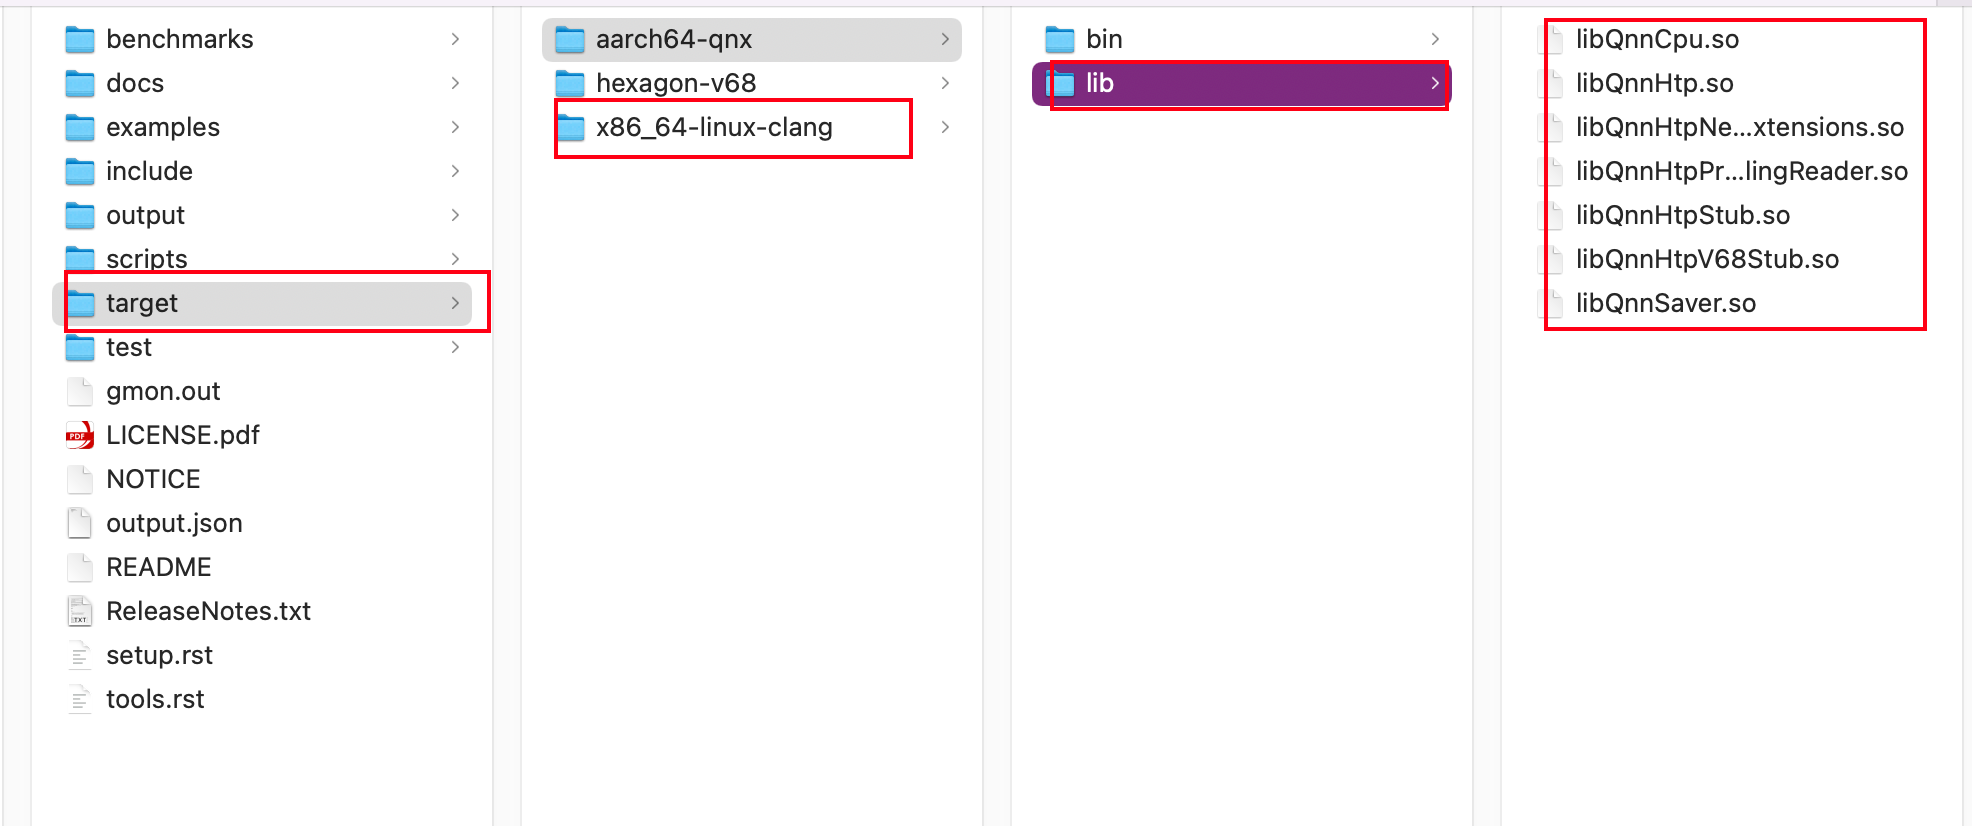 benchmarks
docs
examples
include
output
scripts
target
test
gmon.out
LICENSE.pdf
NOTICE
output.json
README
ReleaseNotes.txt
setup.rst
tools.rst
aarch64-qnx
hexagon-v68
x86_64-linux-clang
bin
lib
libQnnCpu.so
libQnnHtp.so
libQnnHtpNe...xtensions.so
libQnnHtpPr...lingReader.so
libQnnHtpStub.so
libQnnHtpV68Stub.so
libQnnSaver.so